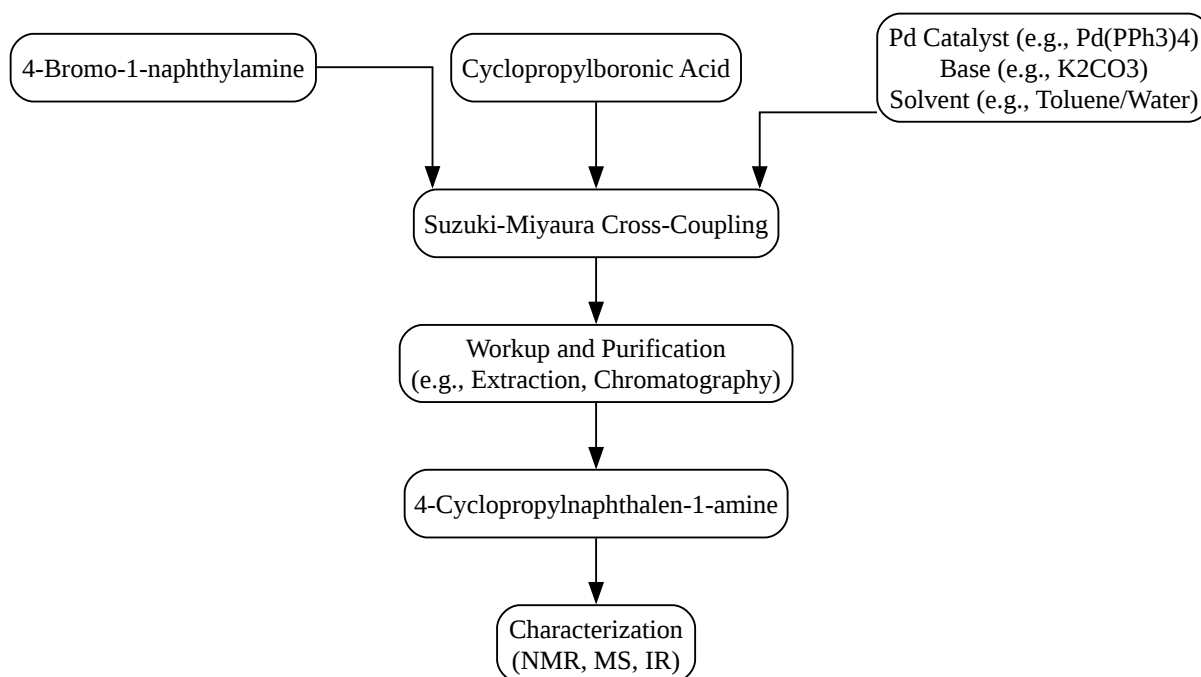 4-Bromo-1-naphthylamine
Cyclopropylboronic Acid
Pd Catalyst (e.g., Pd(PPh3)4)
Base (e.g., K2CO3)
Solvent (e.g., Toluene/Water)
Suzuki-Miyaura Cross-Coupling
Workup and Purification
(e.g., Extraction, Chromatography)
4-Cyclopropylnaphthalen-1-amine
Characterization
(NMR, MS, IR)